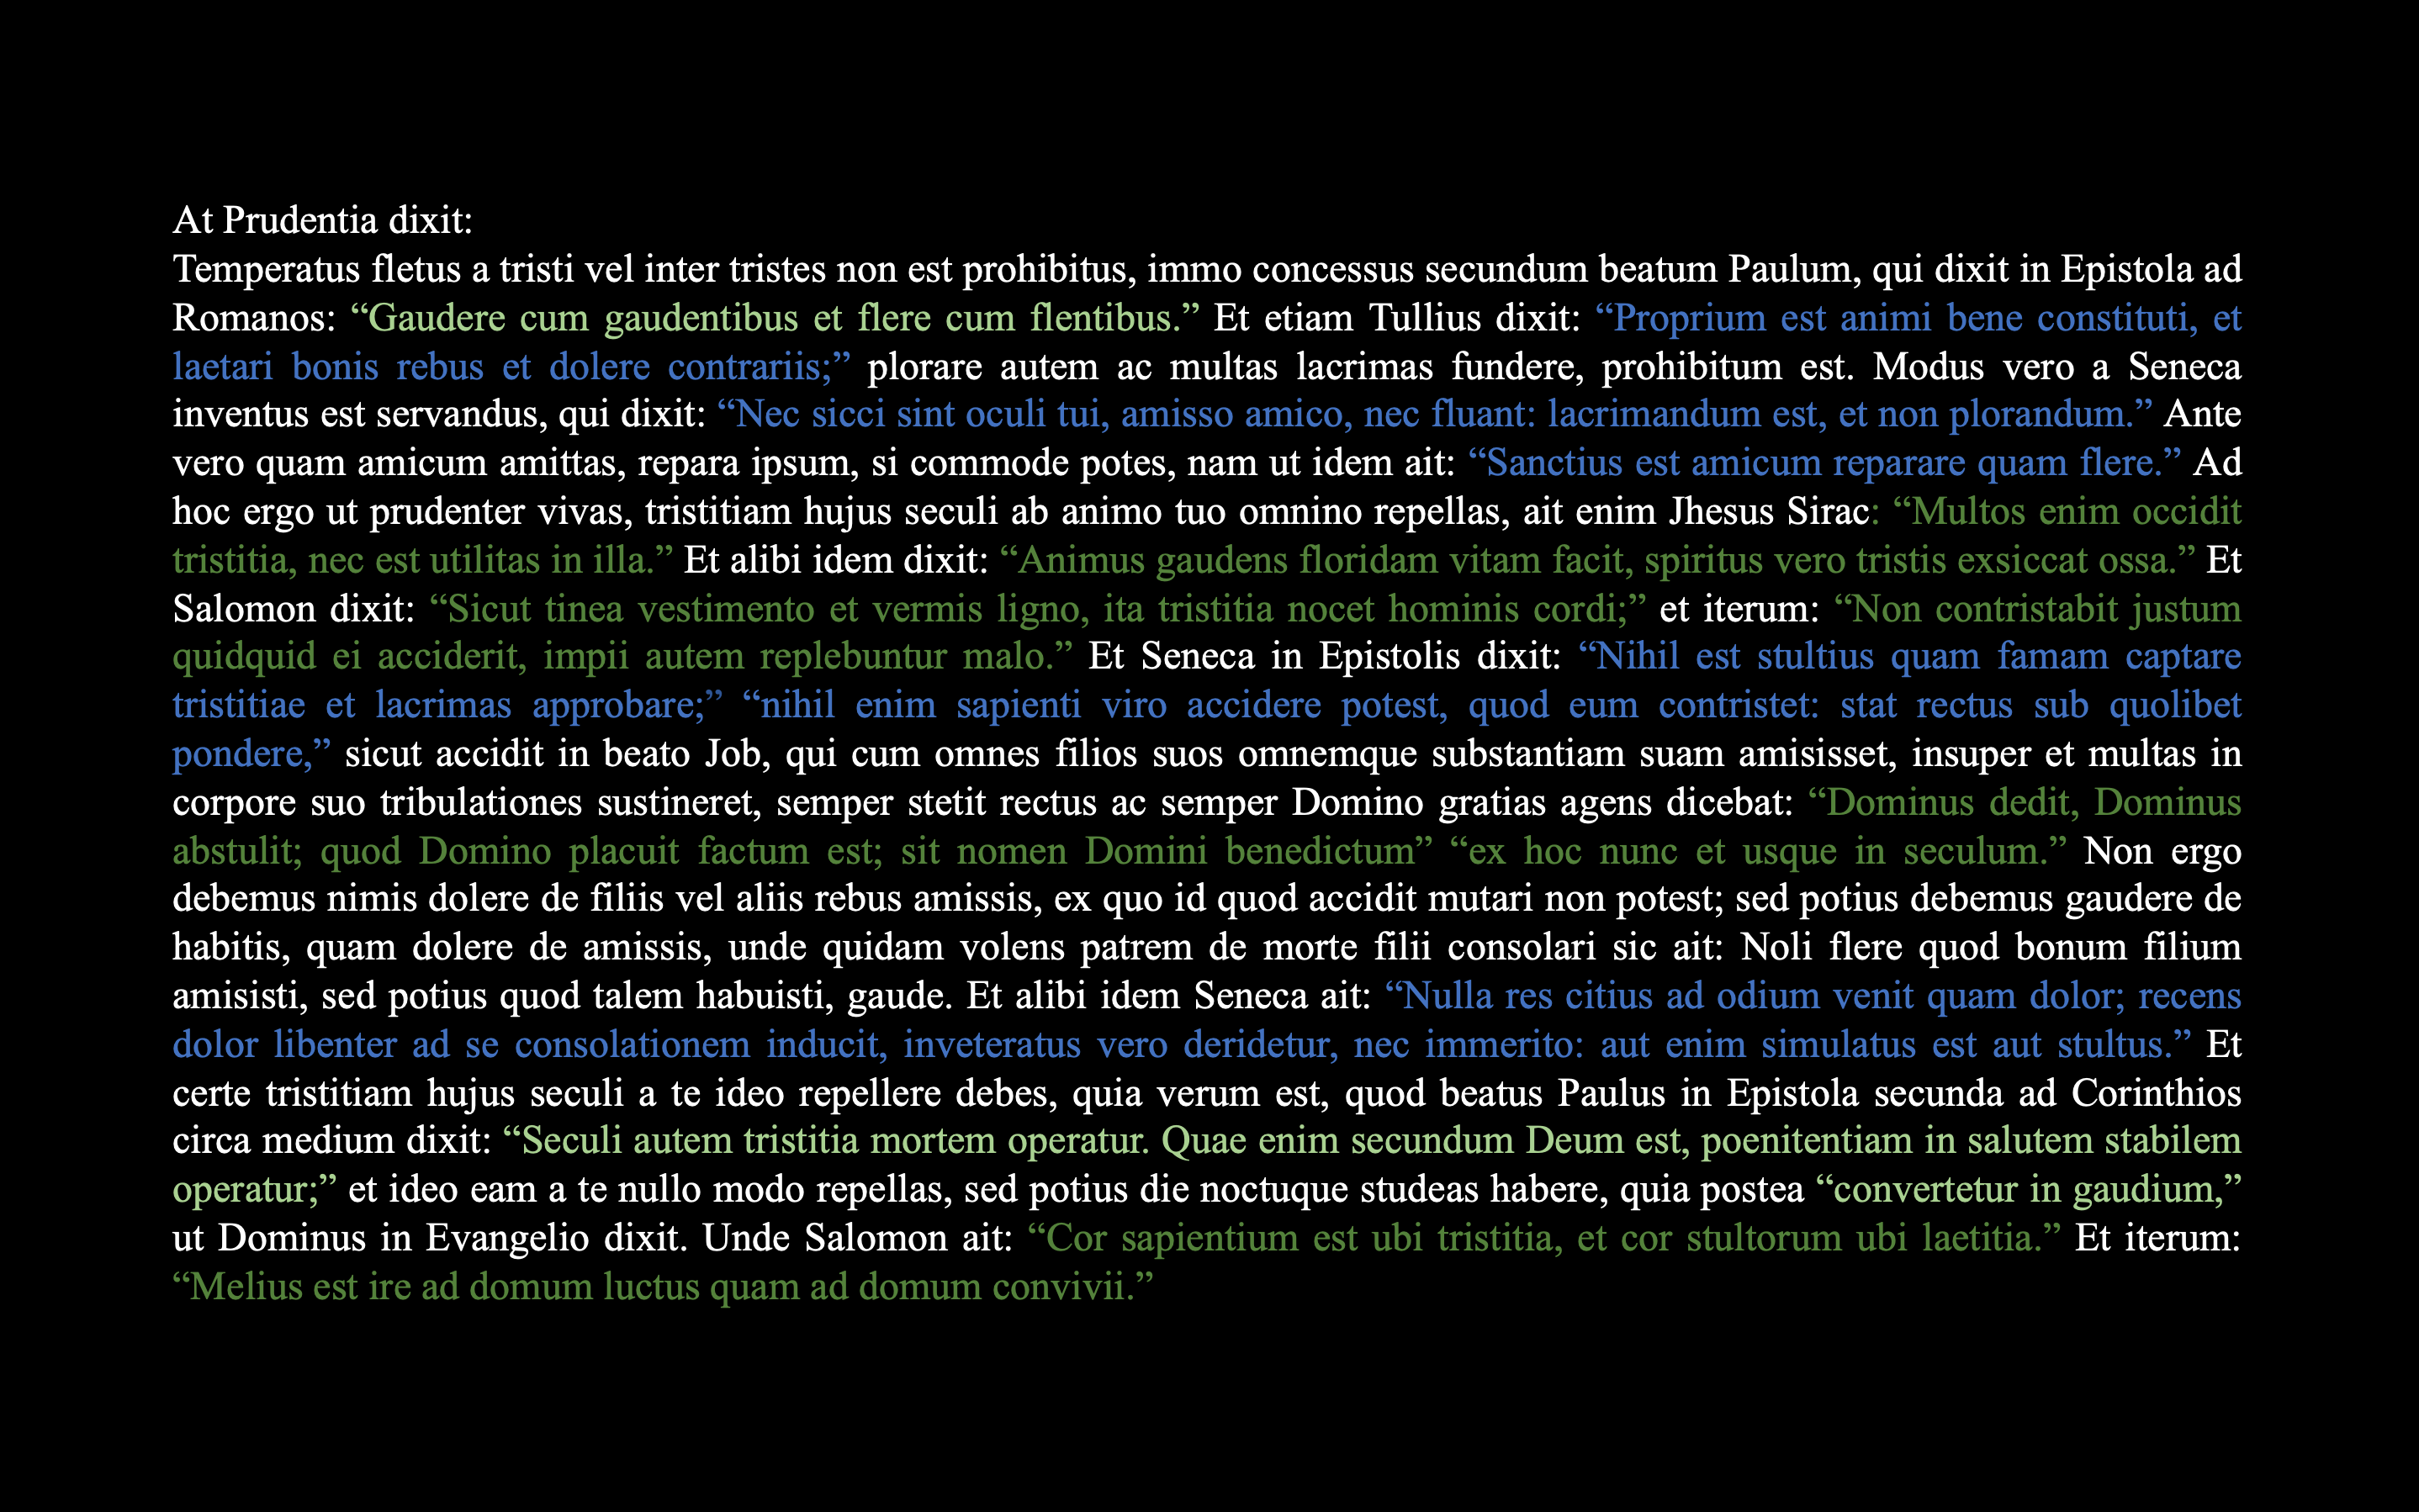 At Prudentia dixit:
Temperatus fletus a tristi vel inter tristes non est prohibitus, immo concessus secundum beatum Paulum, qui dixit in Epistola ad
Romanos: “Gaudere cum gaudentibus et flere cum flentibus.” Et etiam Tullius dixit: “Proprium est animi bene constituti, et
laetari bonis rebus et dolere contrariis;” plorare autem ac multas lacrimas fundere, prohibitum est. Modus vero a Seneca
inventus est servandus, qui dixit: “Nec sicci sint oculi tui, amisso amico, nec fluant: lacrimandum est, et non plorandum.” Ante
vero quam amicum amittas, repara ipsum, si commode potes, nam ut idem ait: “Sanctius est amicum reparare quam flere.” Ad
hoc ergo ut prudenter vivas, tristitiam hujus seculi ab animo tuo omnino repellas, ait enim Jhesus Sirac: “Multos enim occidit
tristitia, nec est utilitas in illa.” Et alibi idem dixit: “Animus gaudens floridam vitam facit, spiritus vero tristis exsiccat ossa.” Et
Salomon dixit: “Sicut tinea vestimento et vermis ligno, ita tristitia nocet hominis cordi;” et iterum: “Non contristabit justum
quidquid ei acciderit, impii autem replebuntur malo.” Et Seneca in Epistolis dixit: “Nihil est stultius quam famam captare
tristitiae et lacrimas approbare;” “nihil enim sapienti viro accidere potest, quod eum contristet: stat rectus sub quolibet
pondere,” sicut accidit in beato Job, qui cum omnes filios suos omnemque substantiam suam amisisset, insuper et multas in
corpore suo tribulationes sustineret, semper stetit rectus ac semper Domino gratias agens dicebat: “Dominus dedit, Dominus
abstulit; quod Domino placuit factum est; sit nomen Domini benedictum” “ex hoc nunc et usque in seculum.” Non ergo
debemus nimis dolere de filiis vel aliis rebus amissis, ex quo id quod accidit mutari non potest; sed potius debemus gaudere de
habitis, quam dolere de amissis, unde quidam volens patrem de morte filii consolari sic ait: Noli flere quod bonum filium
amisisti, sed potius quod talem habuisti, gaude. Et alibi idem Seneca ait: “Nulla res citius ad odium venit quam dolor; recens
dolor libenter ad se consolationem inducit, inveteratus vero deridetur, nec immerito: aut enim simulatus est aut stultus.” Et
certe tristitiam hujus seculi a te ideo repellere debes, quia verum est, quod beatus Paulus in Epistola secunda ad Corinthios
circa medium dixit: “Seculi autem tristitia mortem operatur. Quae enim secundum Deum est, poenitentiam in salutem stabilem
operatur;” et ideo eam a te nullo modo repellas, sed potius die noctuque studeas habere, quia postea “convertetur in gaudium,”
ut Dominus in Evangelio dixit. Unde Salomon ait: “Cor sapientium est ubi tristitia, et cor stultorum ubi laetitia.” Et iterum:
“Melius est ire ad domum luctus quam ad domum convivii.”